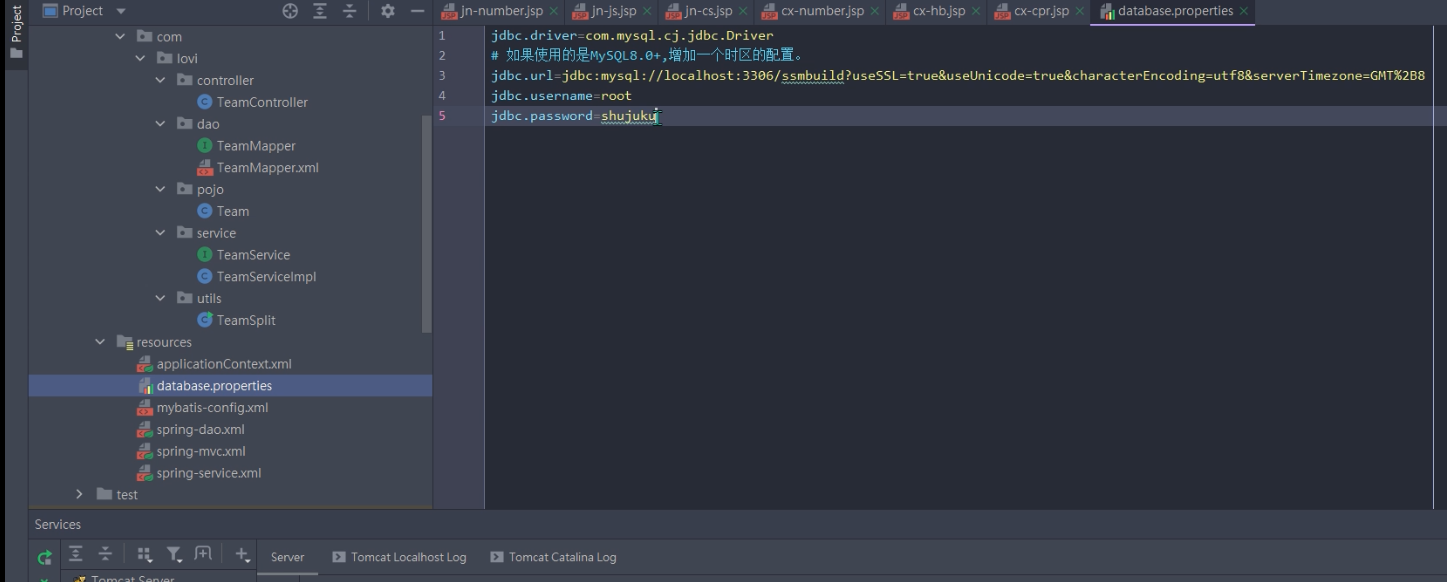 Project
Project
jn-number.jsp
jn-js.jsp
jn-cs.jsp
cx-number.jsp
cx-hb.jsp
cx-cpr.jsp
database.properties
com
lovi
controller
TeamController
dao
TeamMapper
TeamMapper.xml
pojo
Team
service
TeamService
TeamServiceImpl
utils
TeamSplit
resources
applicationContext.xml
database.properties
mybatis-config.xml
spring-dao.xml
spring-mvc.xml
spring-service.xml
test
1 jdbc.driver=com.mysql.cj.jdbc.Driver
2 # 如果使用的是MySQL8.0+,增加一个时区的配置。
3 jdbc.url=jdbc:mysql://localhost:3306/ssmbuild?useSSL=true&useUnicode=true&characterEncoding=utf8&serverTimezone=GMT%2B8
4 jdbc.username=root
5 jdbc.password=shujuku
Services
Server
Tomcat Localhost Log
Tomcat Catalina Log
Tomcat Server